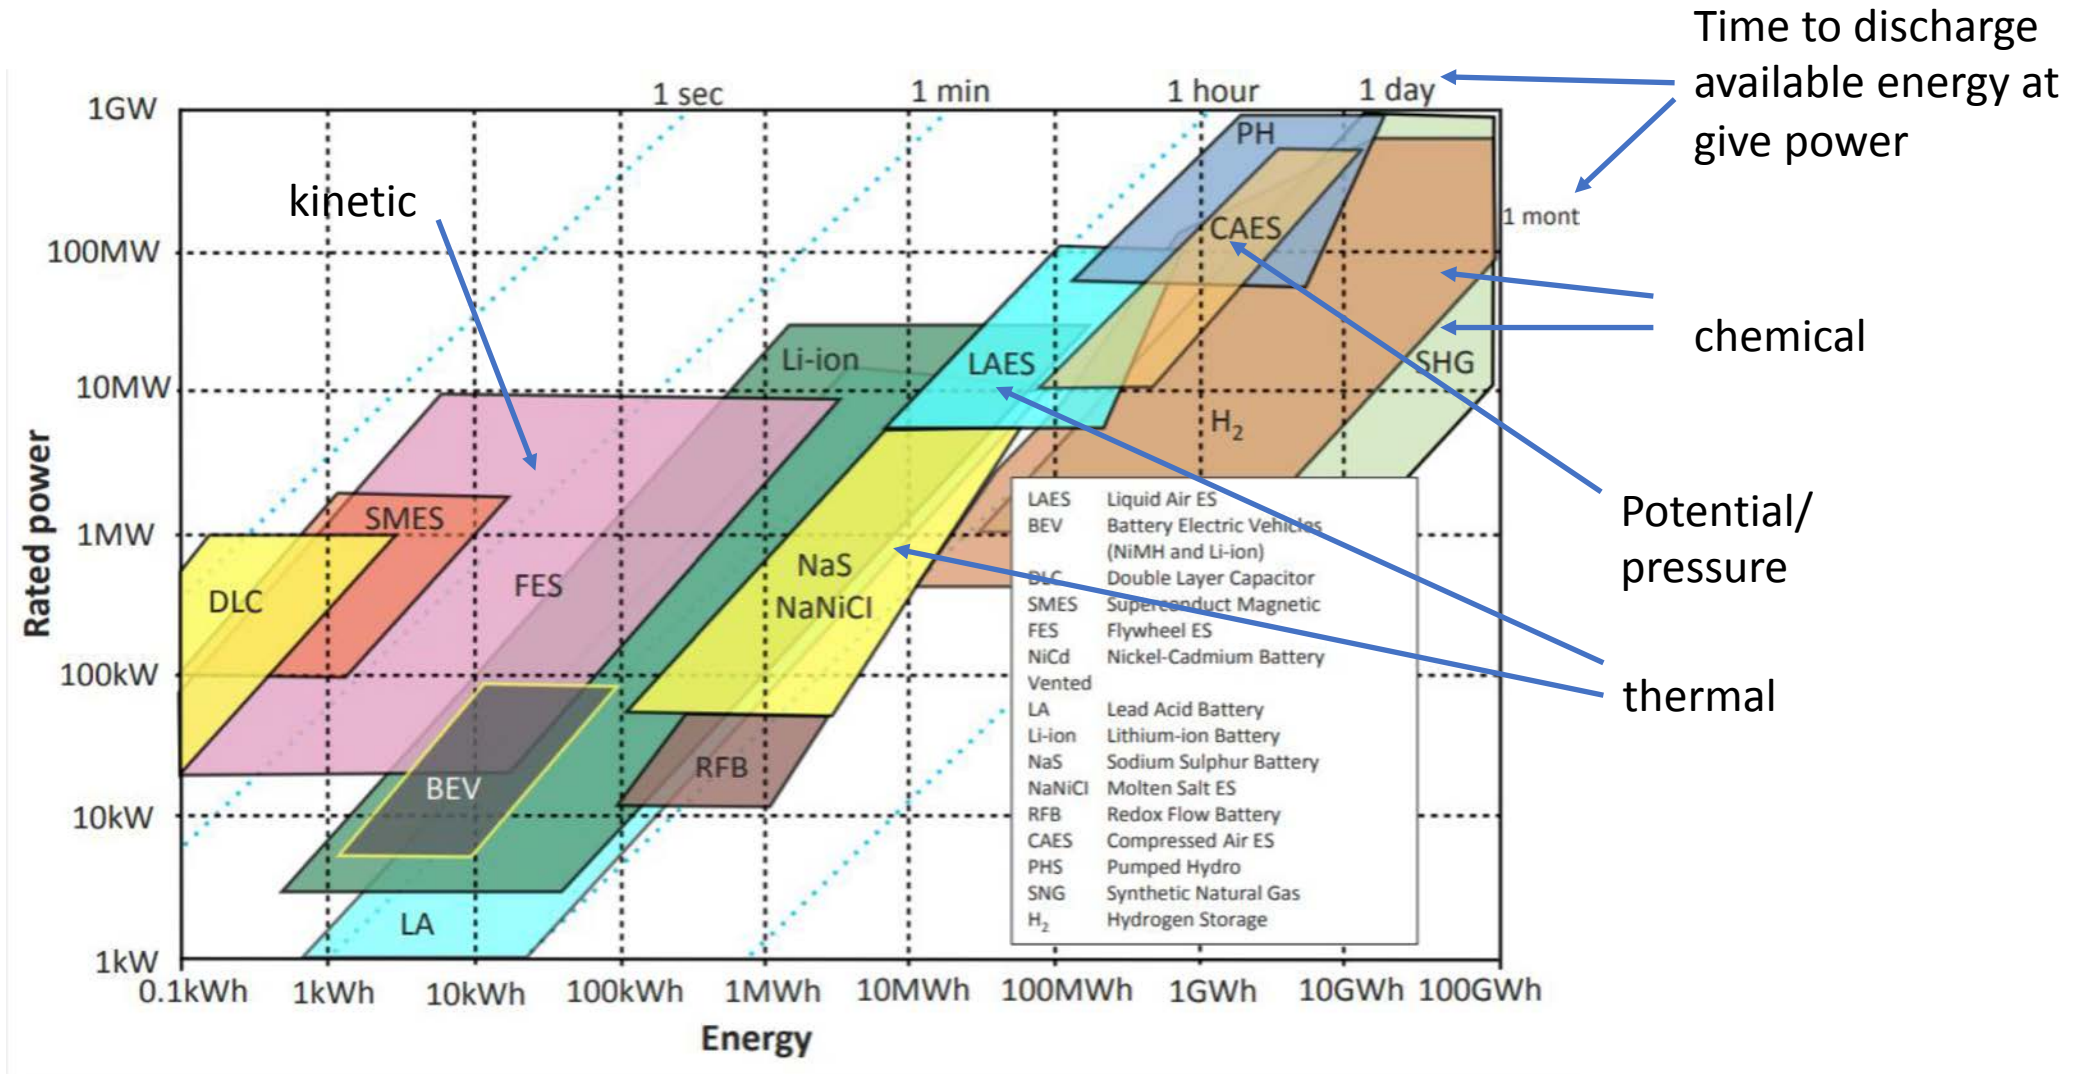 Time to discharge
available energy at
give power
1 sec
1 min
1 hour
1 day
1GW
100MW
10MW
1MW
100kW
10kW
1kW
Rated power
kinetic
PH
CAES
1 mont
chemical
Li-ion
LAES
SHG
H₂
SMES
DLC
FES
NaS
NaNiCl
BEV
RFB
LA
LAES Liquid Air ES
BEV Battery Electric Vehicles
(NiMH and Li-ion)
DLC Double Layer Capacitor
SMES Superconduct Magnetic
FES Flywheel ES
NiCd Nickel-Cadmium Battery
Vented
LA Lead Acid Battery
Li-ion Lithium-ion Battery
NaS Sodium Sulphur Battery
NaNiCl Molten Salt ES
RFB Redox Flow Battery
CAES Compressed Air ES
PHS Pumped Hydro
SNG Synthetic Natural Gas
H₂ Hydrogen Storage
Potential/
pressure
thermal
0.1kWh 1kWh 10kWh 100kWh 1MWh 10MWh 100MWh 1GWh 10GWh 100GWh
Energy